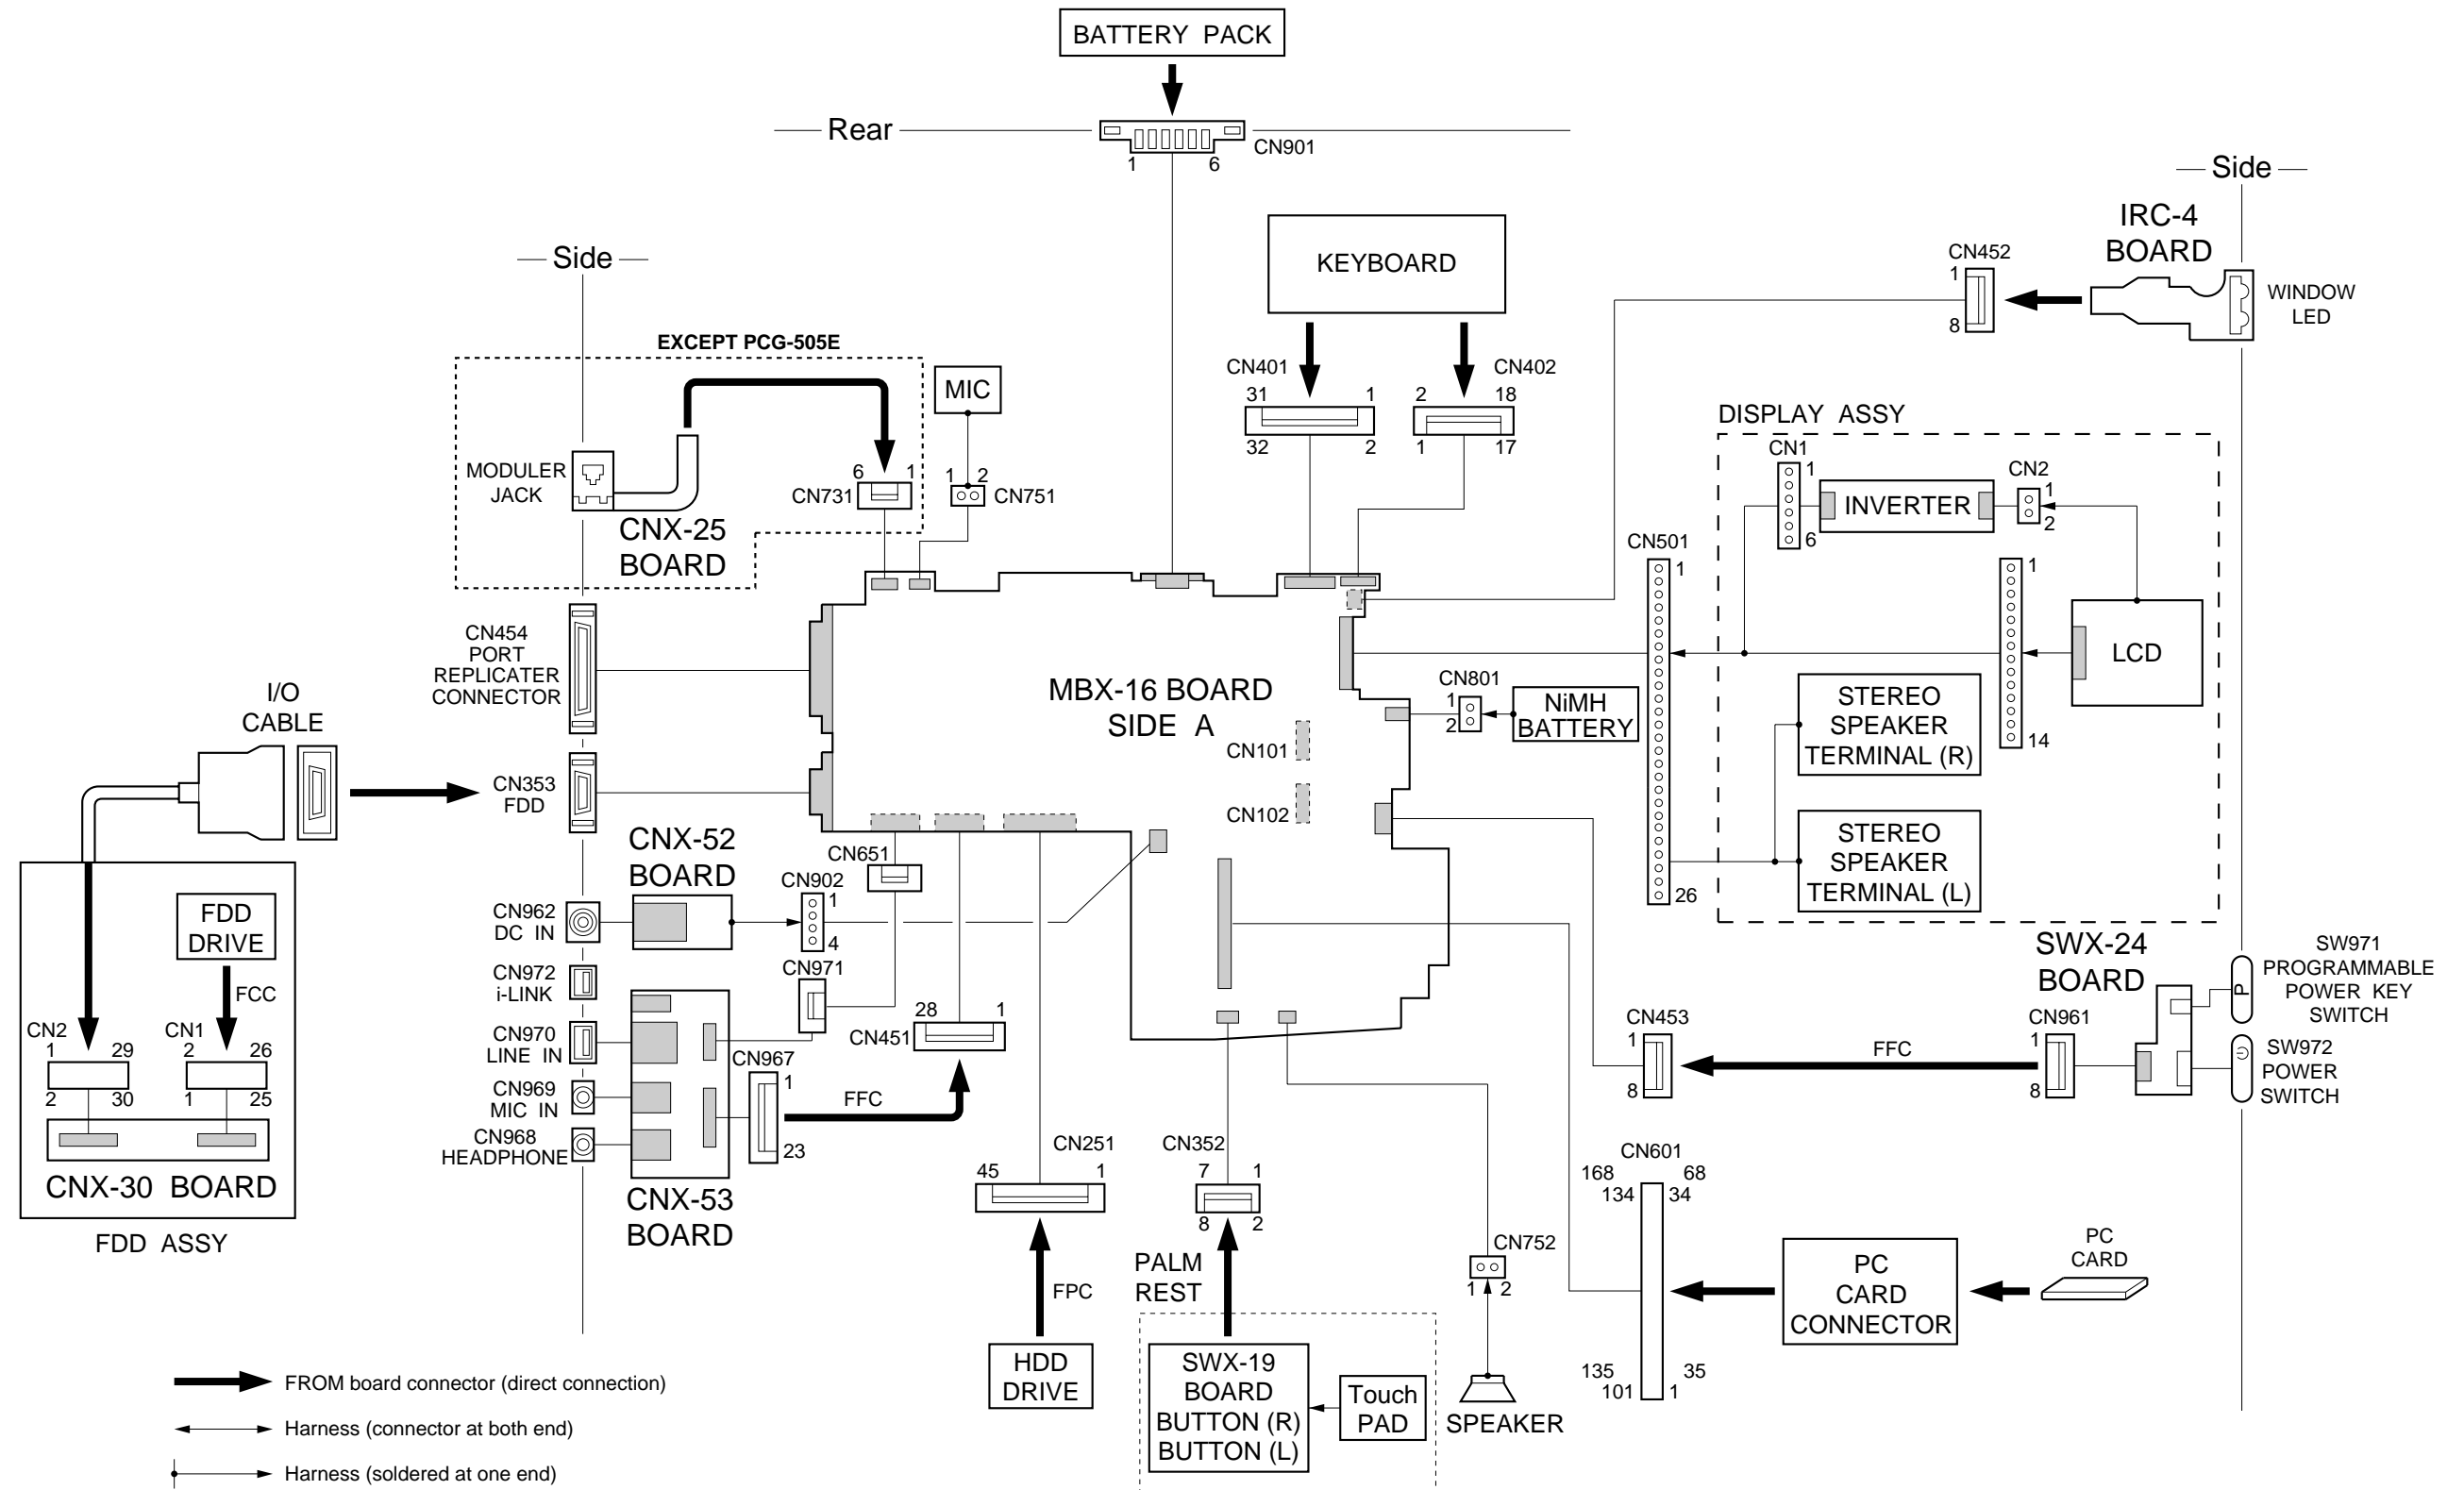 BATTERY PACK
Rear
CN901
1 6
Side
IRC-4
BOARD
CN452
1
8
WINDOW
LED
KEYBOARD
Side
EXCEPT PCG-505E
MIC
CN401
31 1
32 2
CN402
2 18
1 17
MODULER
JACK
CNX-25
BOARD
6 1
CN731
1 2
CN751
DISPLAY ASSY
CN1
1
6
INVERTER
CN2
1
2
CN501
1
26
1
14
LCD
STEREO
SPEAKER
TERMINAL (R)
STEREO
SPEAKER
TERMINAL (L)
CN454
PORT
REPLICATER
CONNECTOR
I/O
CABLE
CN353
FDD
MBX-16 BOARD
SIDE A
CN801
1
2
NiMH
BATTERY
CN101
CN102
CNX-52
BOARD
CN651
CN902
1
4
CN962
DC IN
CN972
i-LINK
CN970
LINE IN
CN969
MIC IN
CN968
HEADPHONE
CN971
28 1
CN451
CN967
1
23
FFC
CNX-53
BOARD
FDD
DRIVE
FCC
CN2
1 29
2 30
CN1
2 26
1 25
CNX-30 BOARD
FDD ASSY
SWX-24
BOARD
SW971
PROGRAMMABLE
POWER KEY
SWITCH
P
SW972
POWER
SWITCH
CN453
1
8
FFC
CN961
1
8
CN251
45 1
FPC
HDD
DRIVE
CN352
7 1
8 2
PALM
REST
SWX-19
BOARD
BUTTON (R)
BUTTON (L)
Touch
PAD
CN752
1 2
SPEAKER
CN601
168 68
134 34
135 35
101 1
PC
CARD
CONNECTOR
PC
CARD
FROM board connector (direct connection)
Harness (connector at both end)
Harness (soldered at one end)